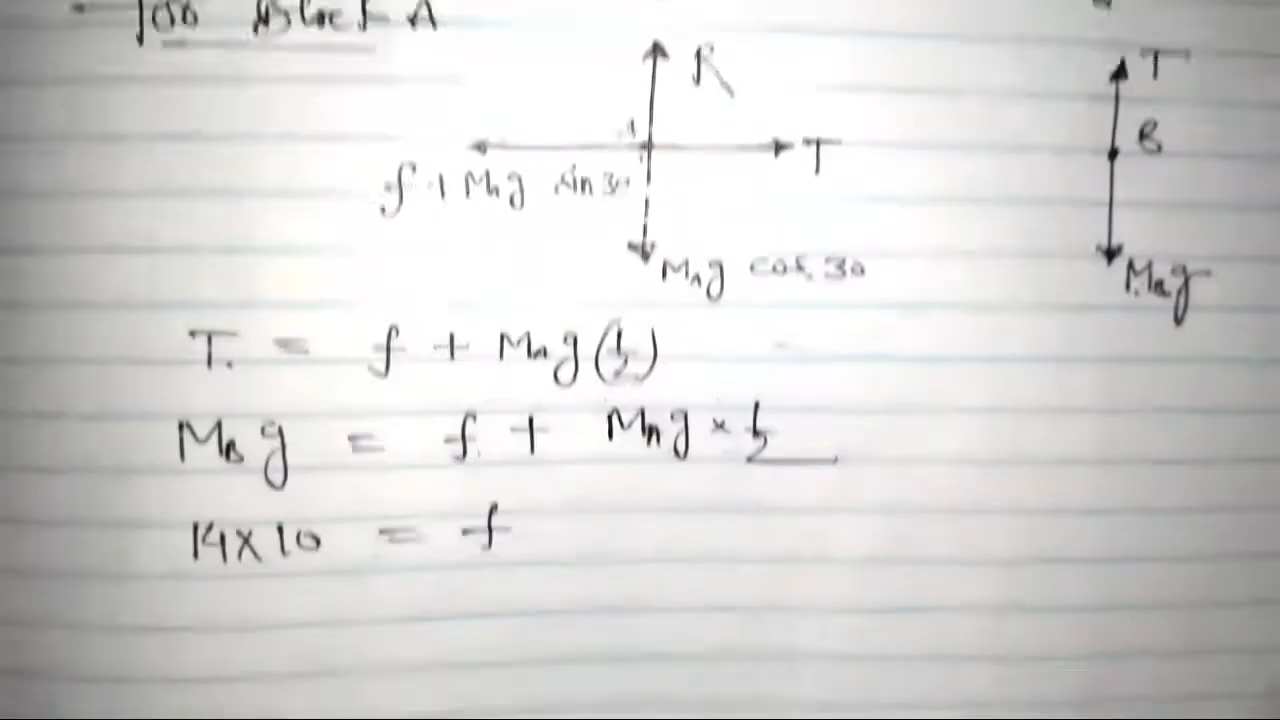 Block A
R
T
T
B
f + MAg sin 30
MAg cos 30
MBg
T. = f + MAg(1/2)
MBg = f + MAg × 1/2
14×10 = f